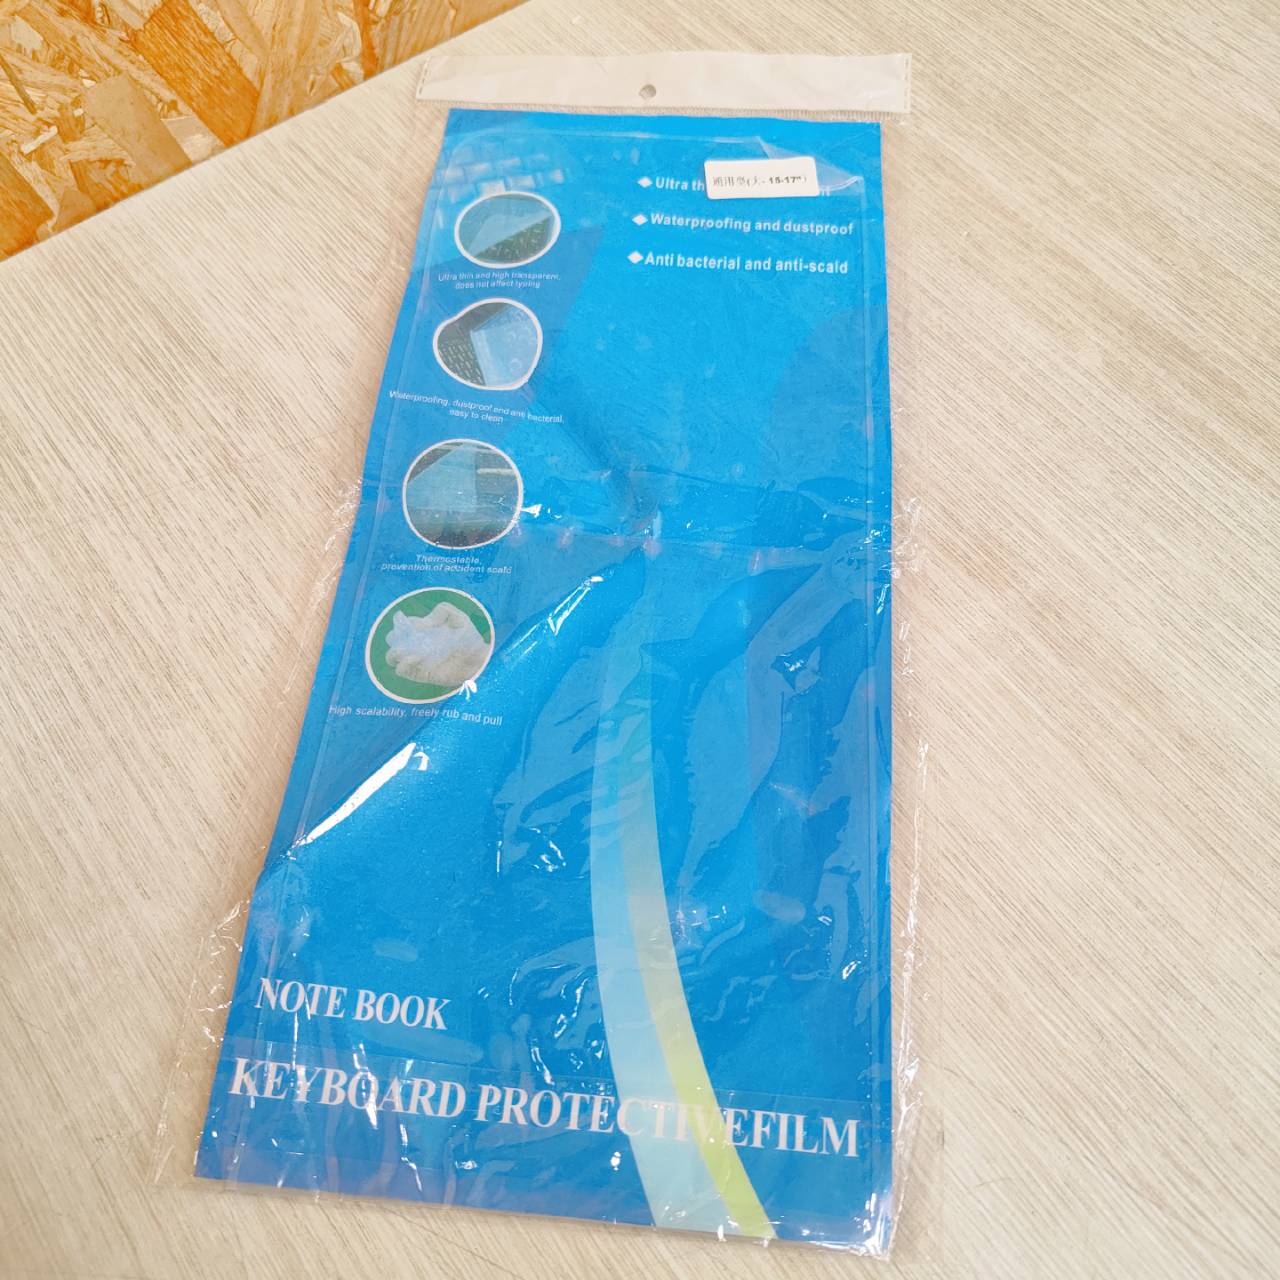 通用型(大- 15-17")
Ultra th
Waterproofing and dustproof
Anti bacterial and anti-scald
Ultra thin and high transparent,
does not affect typing
Waterproofing, dustproof and anti bacterial,
easy to clean
Thermostable,
prevention of accident scald
High scalability, freely rub and pull
NOTE BOOK
KEYBOARD PROTECTIVEFILM